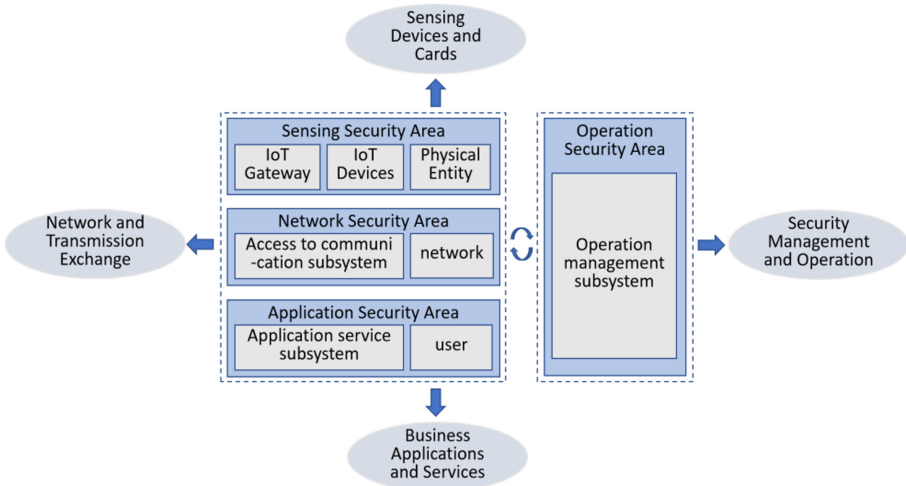 Sensing
Devices and
Cards
Sensing Security Area
IoT
Gateway
IoT
Devices
Physical
Entity
Network Security Area
Access to communi
-cation subsystem
network
Application Security Area
Application service
subsystem
user
Operation
Security Area
Operation
management
subsystem
Network and
Transmission
Exchange
Security
Management
and Operation
Business
Applications
and Services